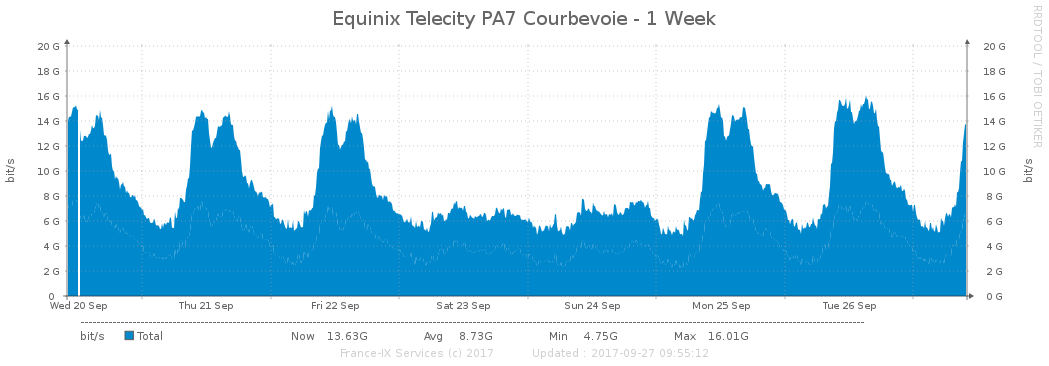 Equinix Telecity PA7 Courbevoie - 1 Week
RRDTOOL / TOBI OETIKER
20 G 20 G
18 G 18 G
16 G 16 G
14 G 14 G
12 G 12 G
10 G 10 G
8 G 8 G
6 G 6 G
4 G 4 G
2 G 2 G
0 0 G
bit/s
bit/s
Wed 20 Sep Thu 21 Sep Fri 22 Sep Sat 23 Sep Sun 24 Sep Mon 25 Sep Tue 26 Sep
bit/s Total Now 13.63G Avg 8.73G Min 4.75G Max 16.01G
France-IX Services (c) 2017 Updated : 2017-09-27 09:55:12